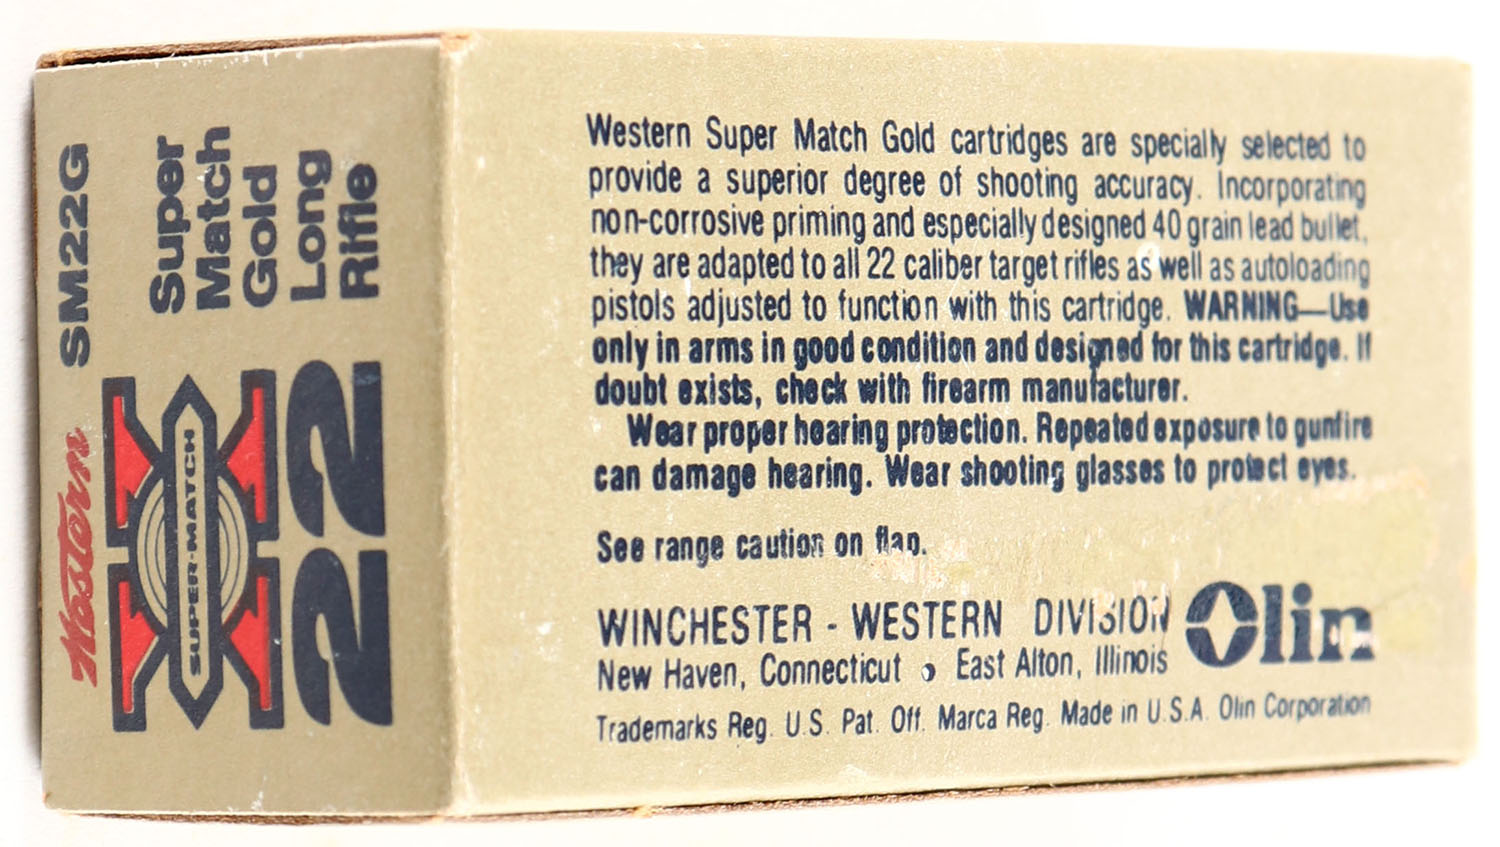 Western SM22G
SUPER-MATCH
22
Super
Match
Gold
Long
Rifle
Western Super Match Gold cartridges are specially selected to
provide a superior degree of shooting accuracy. Incorporating
non-corrosive priming and especially designed 40 grain lead bullet,
they are adapted to all 22 caliber target rifles as well as autoloading
pistols adjusted to function with this cartridge. WARNING—Use
only in arms in good condition and designed for this cartridge. If
doubt exists, check with firearm manufacturer.
Wear proper hearing protection. Repeated exposure to gunfire
can damage hearing. Wear shooting glasses to protect eyes.
See range caution on flap.
WINCHESTER - WESTERN DIVISION Olin
New Haven, Connecticut • East Alton, Illinois
Trademarks Reg. U.S. Pat. Off. Marca Reg. Made in U.S.A. Olin Corporation